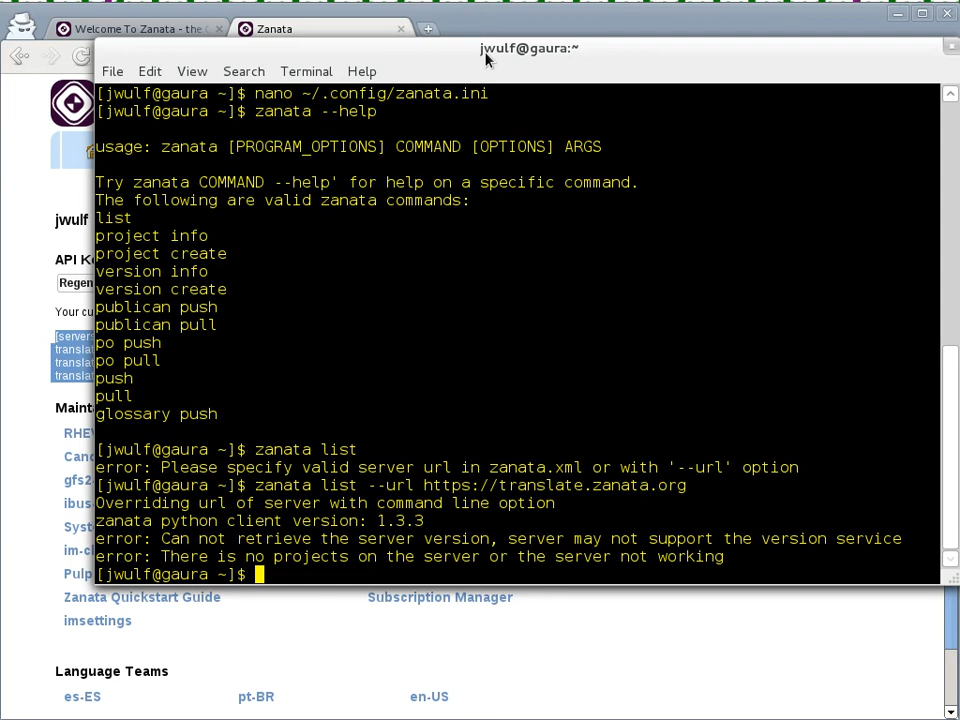 Welcome To Zanata - the
Zanata
jwulf@gaura:~
File Edit View Search Terminal Help
[jwulf@gaura ~]$ nano ~/.config/zanata.ini
[jwulf@gaura ~]$ zanata --help
usage: zanata [PROGRAM_OPTIONS] COMMAND [OPTIONS] ARGS
Try zanata COMMAND --help' for help on a specific command.
The following are valid zanata commands:
list
project info
project create
version info
version create
publican push
publican pull
po push
po pull
push
pull
glossary push
[jwulf@gaura ~]$ zanata list
error: Please specify valid server url in zanata.xml or with '--url' option
[jwulf@gaura ~]$ zanata list --url https://translate.zanata.org
Overriding url of server with command line option
zanata python client version: 1.3.3
error: Can not retrieve the server version, server may not support the version service
error: There is no projects on the server or the server not working
[jwulf@gaura ~]$
jwulf
API
Regen
Your cu
[servers
transla
transla
transla
Maint
RHEV
Can
gfs2
ibus
Syst
im-c
Pulp
Zanata Quickstart Guide Subscription Manager
imsettings
Language Teams
es-ES pt-BR en-US